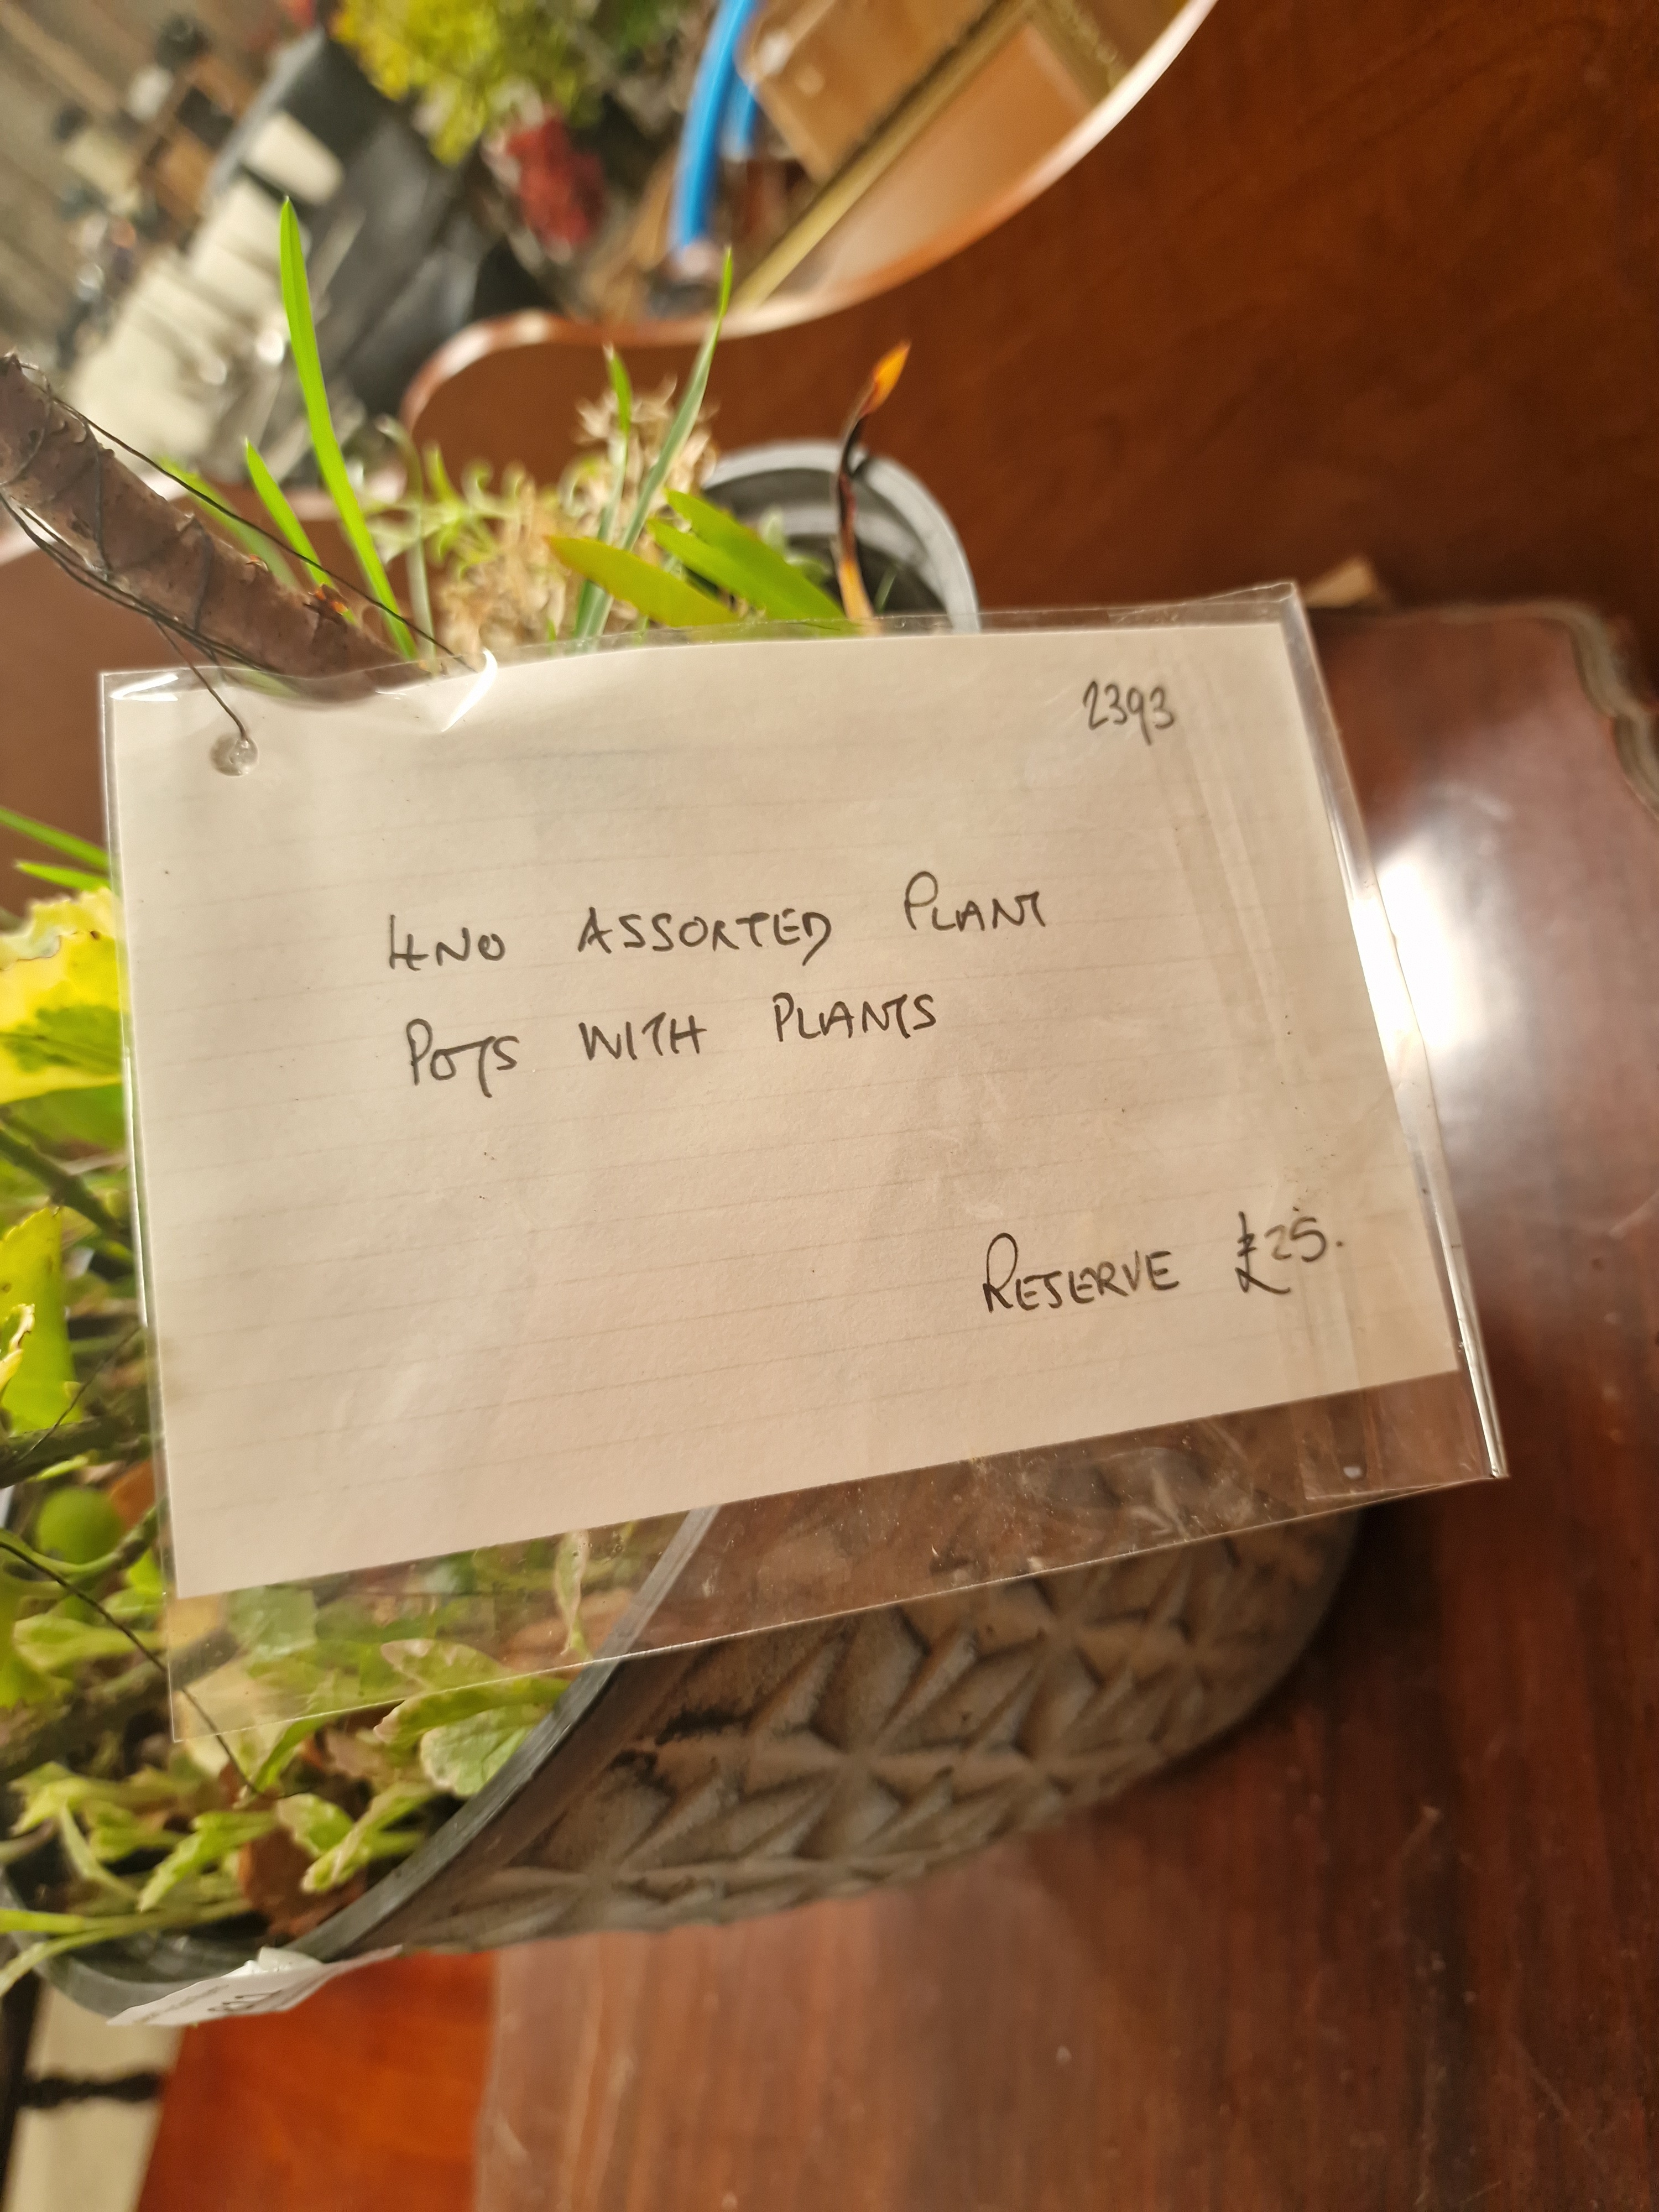 2393
4NO ASSORTED PLANT
POTS WITH PLANTS
RESERVE £25.